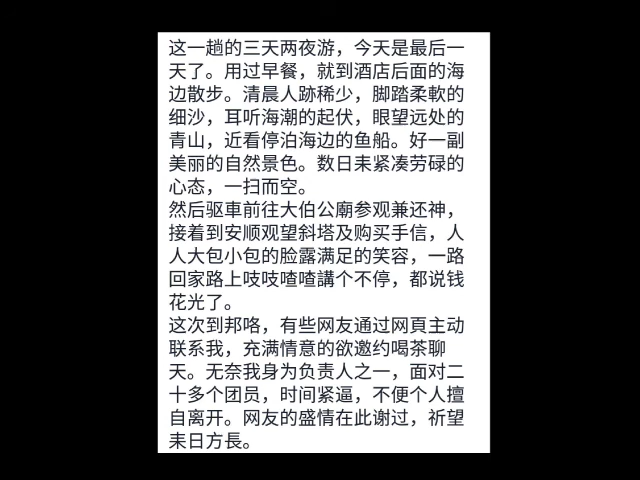 这一趟的三天两夜游，今天是最后一
天了。用过早餐，就到酒店后面的海
边散步。清晨人跡稀少，脚踏柔軟的
细沙，耳听海潮的起伏，眼望远处的
青山，近看停泊海边的鱼船。好一副
美丽的自然景色。数日耒紧凑劳碌的
心态，一扫而空。
然后驱車前往大伯公廟参观兼还神，
接着到安顺观望斜塔及购买手信，人
人大包小包的脸露满足的笑容，一路
回家路上吱吱喳喳講个不停，都说钱
花光了。
这次到邦咯，有些网友通过网頁主动
联系我，充满情意的欲邀约喝茶聊
天。无奈我身为负责人之一，面对二
十多个团员，时间紧逼，不便个人擅
自离开。网友的盛情在此谢过，祈望
耒日方長。